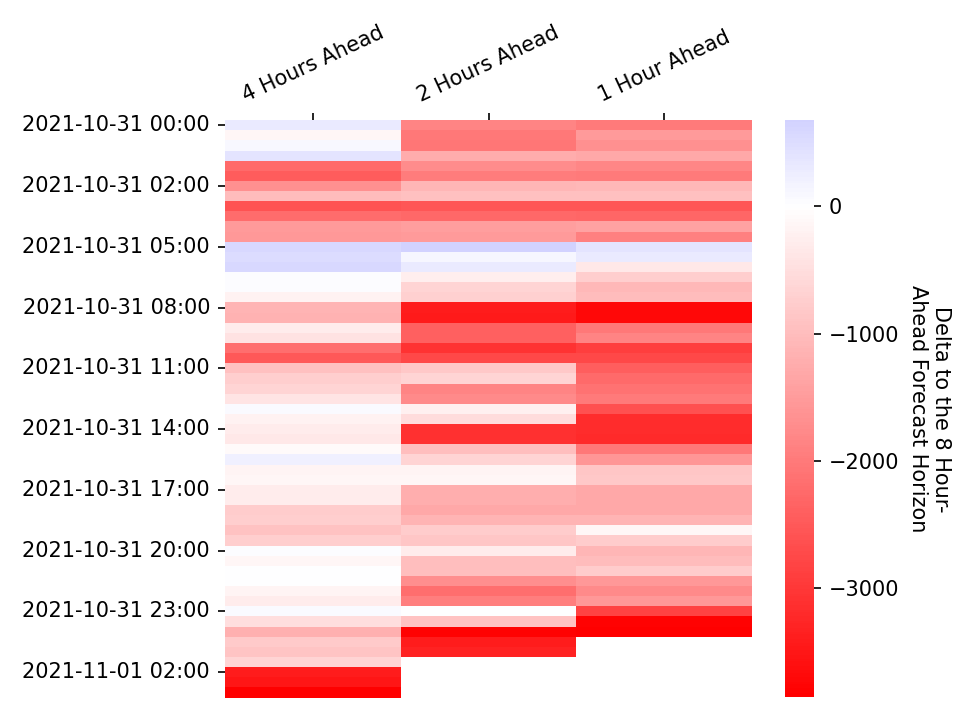 4 Hours Ahead
2 Hours Ahead
1 Hour Ahead
2021-10-31 00:00
2021-10-31 02:00
2021-10-31 05:00
2021-10-31 08:00
2021-10-31 11:00
2021-10-31 14:00
2021-10-31 17:00
2021-10-31 20:00
2021-10-31 23:00
2021-11-01 02:00
0
−1000
−2000
−3000
Delta to the 8 Hour-
Ahead Forecast Horizon